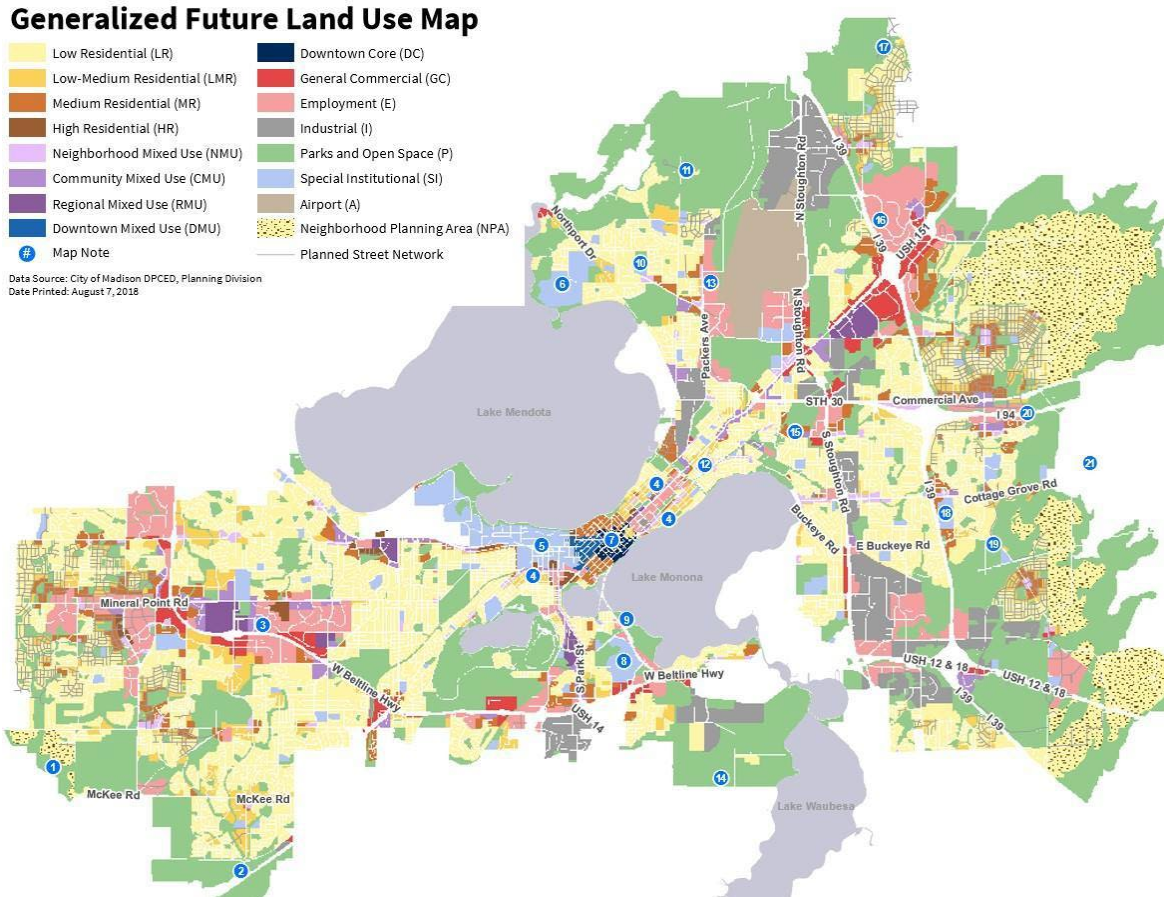 Generalized Future Land Use Map
Low Residential (LR)
Low-Medium Residential (LMR)
Medium Residential (MR)
High Residential (HR)
Neighborhood Mixed Use (NMU)
Community Mixed Use (CMU)
Regional Mixed Use (RMU)
Downtown Mixed Use (DMU)
# Map Note
Downtown Core (DC)
General Commercial (GC)
Employment (E)
Industrial (I)
Parks and Open Space (P)
Special Institutional (SI)
Airport (A)
Neighborhood Planning Area (NPA)
Planned Street Network
Data Source: City of Madison DPCED, Planning Division
Date Printed: August 7, 2018
17
I 39
N Stoughton Rd
11
Northport Dr
16
I 39
USH 151
10
6
13
N Stoughton Rd
Packers Ave
Lake Mendota
STH 30
Commercial Ave
I 94
20
15
12
S Stoughton Rd
21
4
I 39
Cottage Grove Rd
4
18
Buckeye Rd
7
5
E Buckeye Rd
19
4
Lake Monona
Mineral Point Rd
3
9
S Park St
8
W Beltline Hwy
W Beltline Hwy
USH 12 & 18
USH 12 & 18
I 39
I 39
USH 14
1
McKee Rd
McKee Rd
14
Lake Waubesa
2